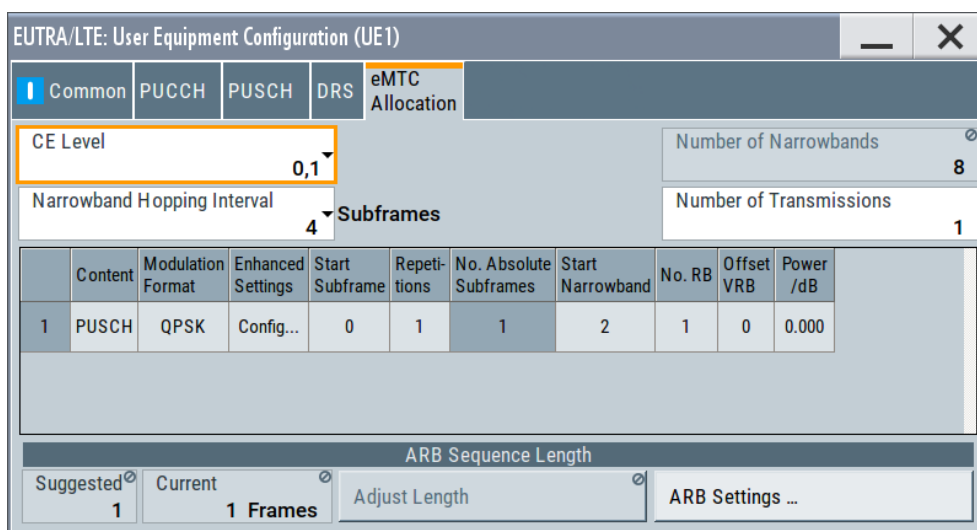 EUTRA/LTE: User Equipment Configuration (UE1)
Common PUCCH PUSCH DRS eMTC Allocation
CE Level
0,1
Number of Narrowbands
8
Narrowband Hopping Interval
4 Subframes
Number of Transmissions
1
Content Modulation Format Enhanced Settings Start Subframe Repeti- tions No. Absolute Subframes Start Narrowband No. RB Offset VRB Power /dB
1 PUSCH QPSK Config... 0 1 1 2 1 0 0.000
ARB Sequence Length
Suggested
1
Current
1 Frames
Adjust Length
ARB Settings ...